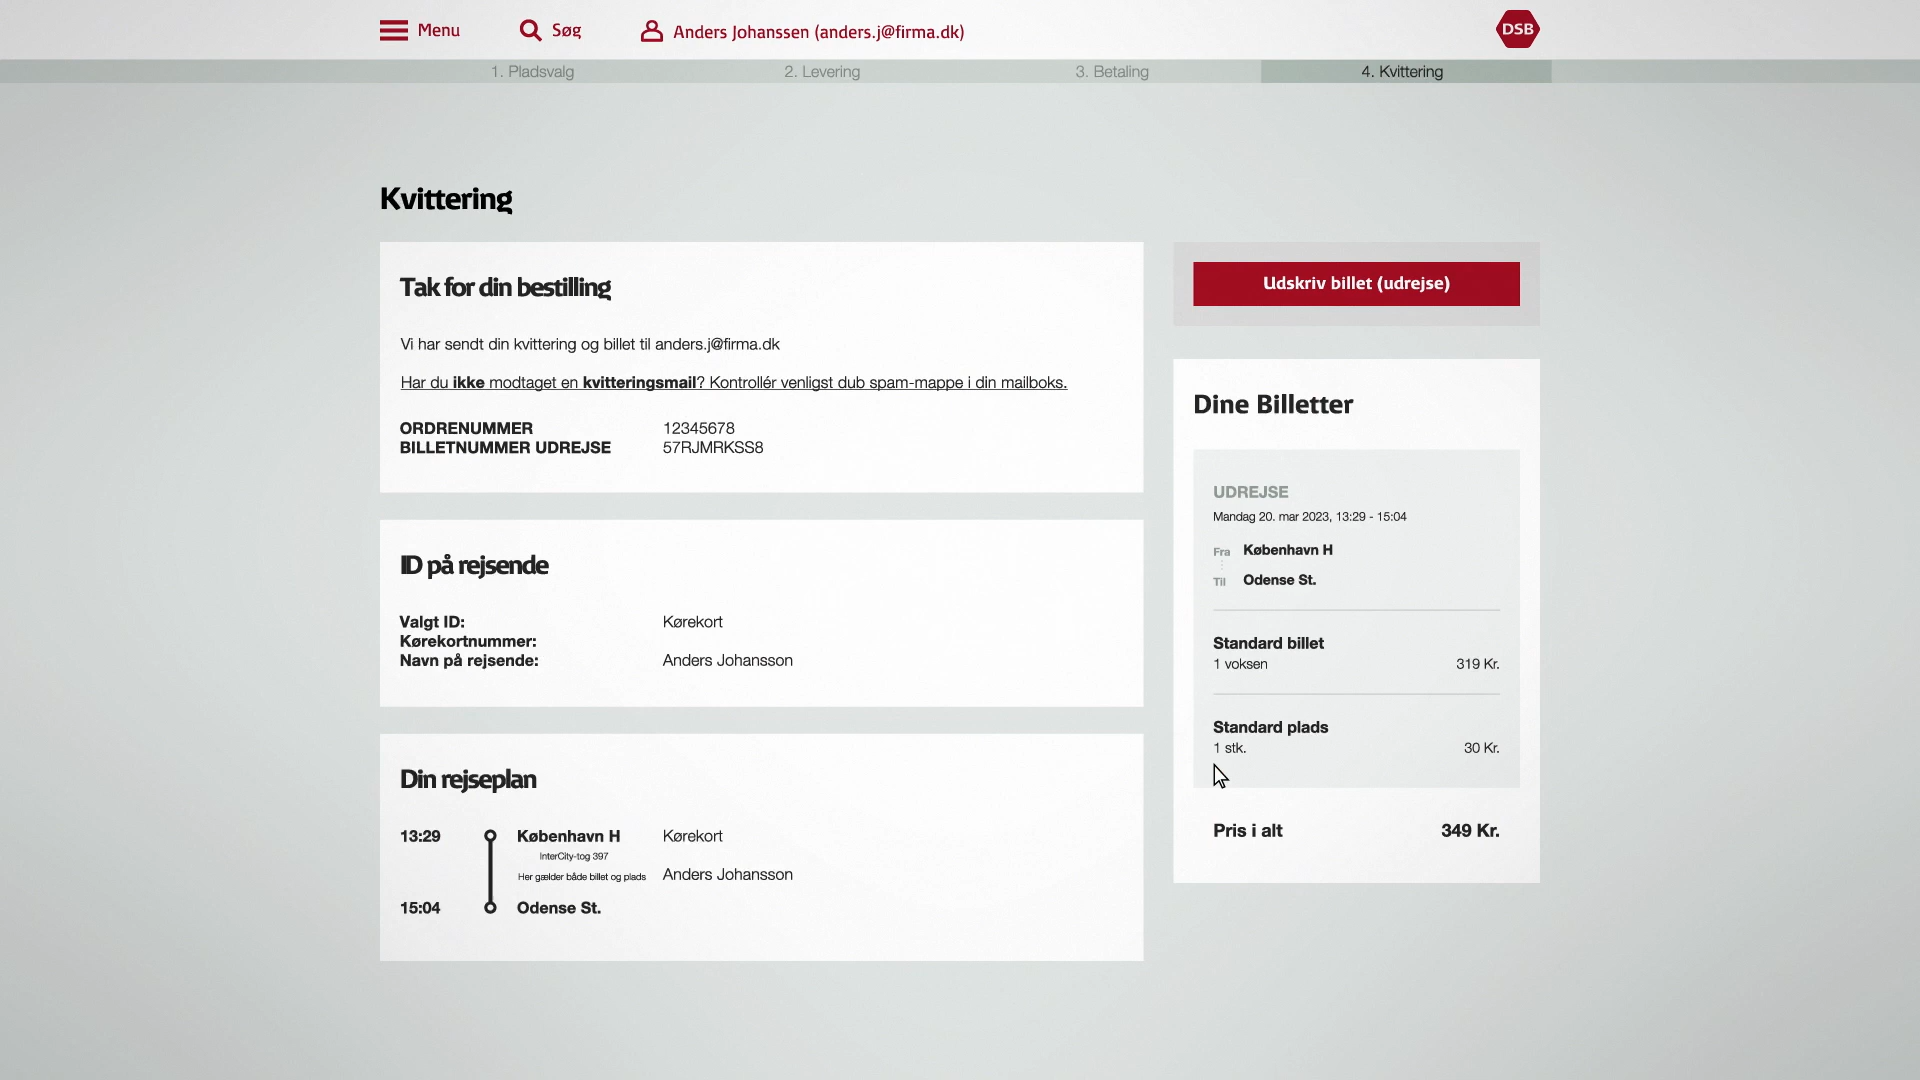 Menu
Søg
Anders Johanssen (anders.j@firma.dk)
DSB
1. Pladsvalg
2. Levering
3. Betaling
4. Kvittering
Kvittering
Tak for din bestilling
Vi har sendt din kvittering og billet til anders.j@firma.dk
Har du ikke modtaget en kvitteringsmail? Kontrollér venligst dub spam-mappe i din mailboks.
ORDRENUMMER 12345678
BILLETNUMMER UDREJSE 57RJMRKSS8
ID på rejsende
Valgt ID: Kørekort
Kørekortnummer:
Navn på rejsende: Anders Johansson
Din rejseplan
13:29 København H Kørekort
InterCity-tog 397
Her gælder både billet og plads Anders Johansson
15:04 Odense St.
Udskriv billet (udrejse)
Dine Billetter
UDREJSE
Mandag 20. mar 2023, 13:29 - 15:04
Fra København H
Til Odense St.
Standard billet
1 voksen 319 Kr.
Standard plads
1 stk. 30 Kr.
Pris i alt 349 Kr.